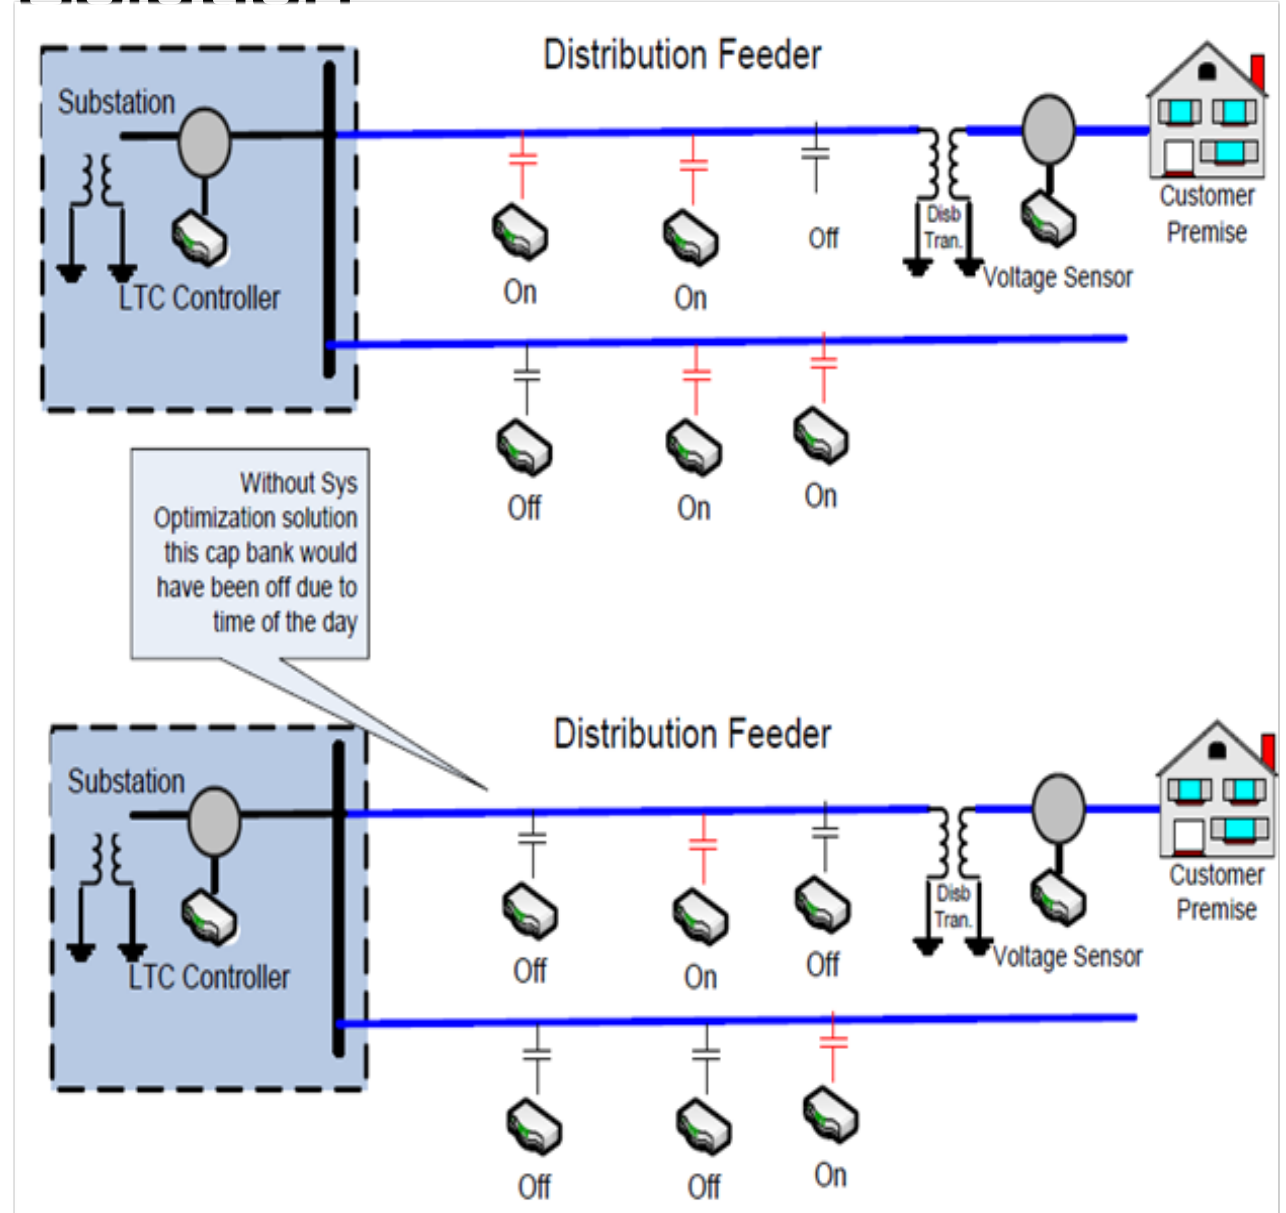 Distribution Feeder
Substation
LTC Controller
On
On
Off
Disb
Tran.
Voltage Sensor
Customer
Premise
Off
On
On
Without Sys
Optimization solution
this cap bank would
have been off due to
time of the day
Distribution Feeder
Substation
LTC Controller
Off
On
Off
Disb
Tran.
Voltage Sensor
Customer
Premise
Off
Off
On